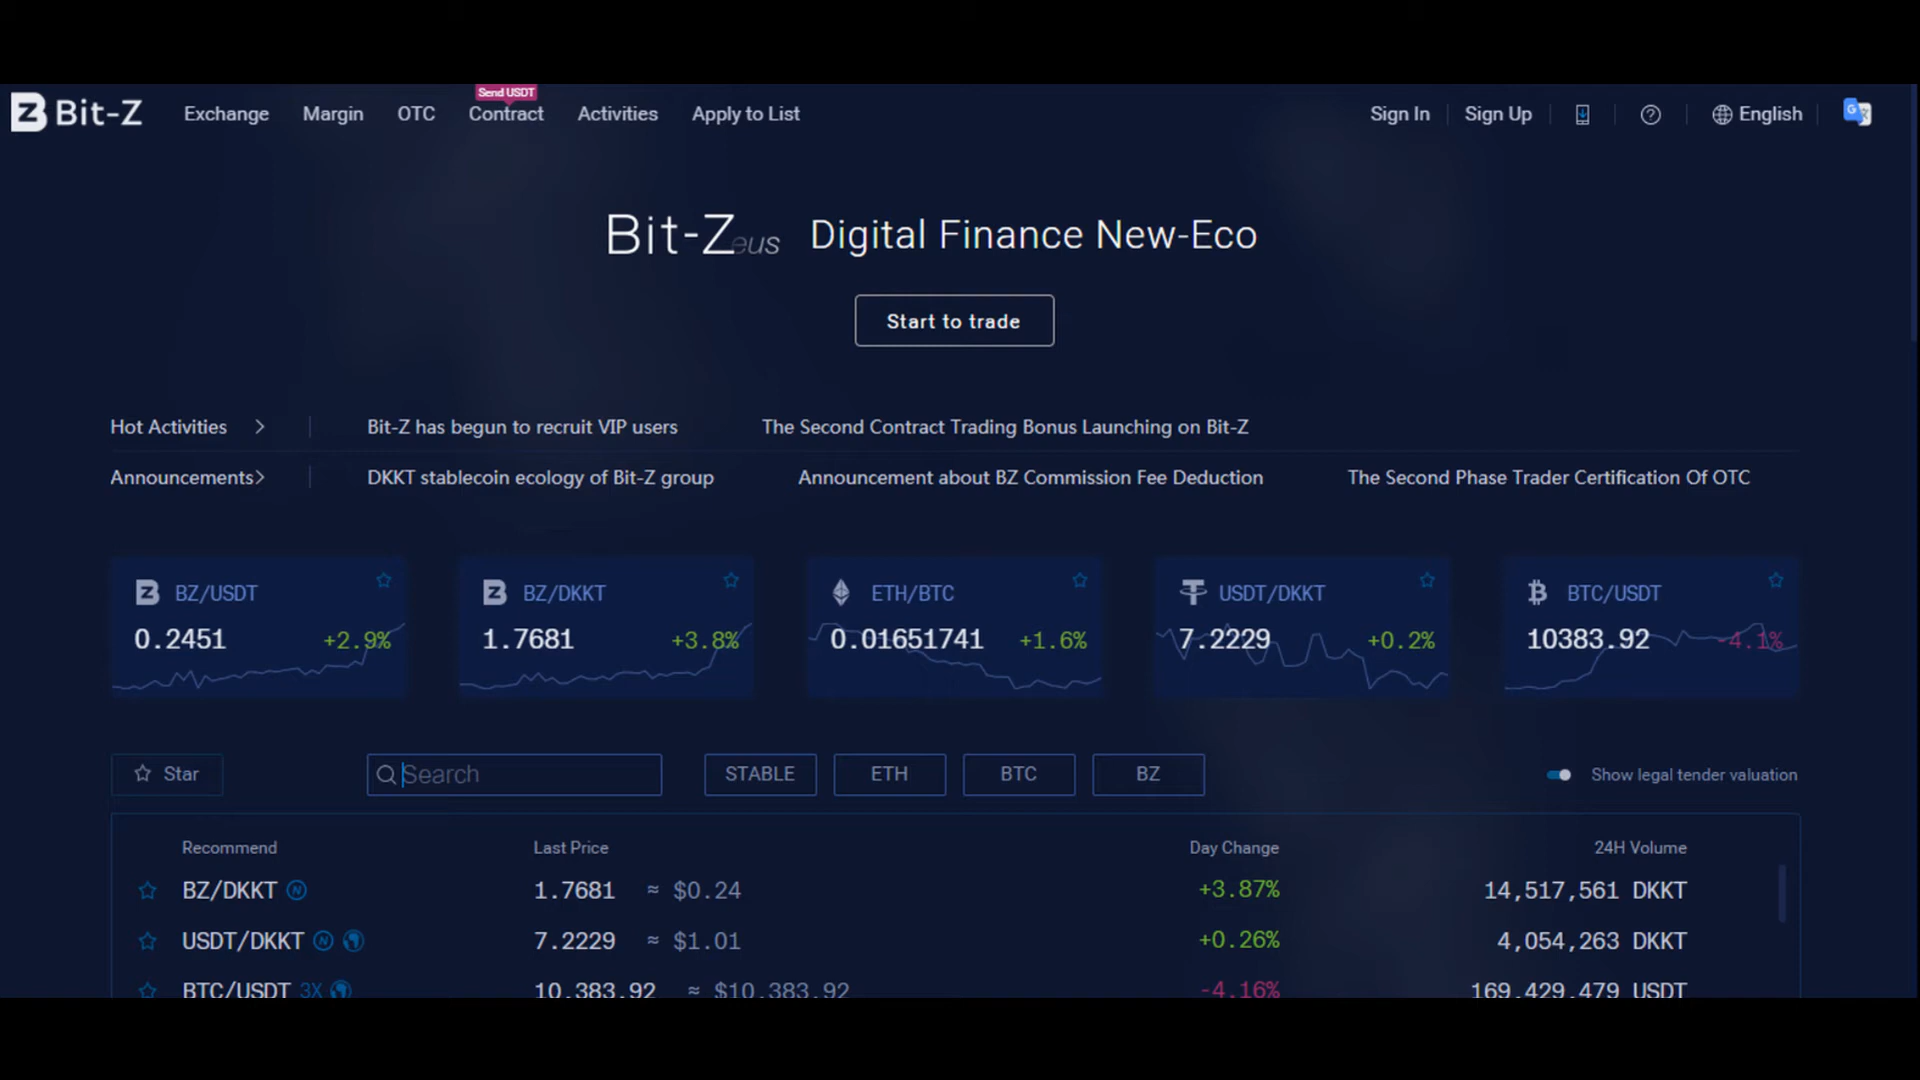 Send USDT
Bit-Z Exchange Margin OTC Contract Activities Apply to List Sign In Sign Up English
Bit-Zeus Digital Finance New-Eco
Start to trade
Hot Activities Bit-Z has begun to recruit VIP users The Second Contract Trading Bonus Launching on Bit-Z
Announcements DKKT stablecoin ecology of Bit-Z group Announcement about BZ Commission Fee Deduction The Second Phase Trader Certification Of OTC
BZ/USDT BZ/DKKT ETH/BTC USDT/DKKT BTC/USDT
0.2451 +2.9% 1.7681 +3.8% 0.01651741 +1.6% 7.2229 +0.2% 10383.92 -4.1%
Star Search STABLE ETH BTC BZ Show legal tender valuation
Recommend Last Price Day Change 24H Volume
BZ/DKKT N 1.7681 ≈ $0.24 +3.87% 14,517,561 DKKT
USDT/DKKT N 7.2229 ≈ $1.01 +0.26% 4,054,263 DKKT
BTC/USDT 3X 10,383.92 ≈ $10,383.92 -4.16% 169,429,479 USDT